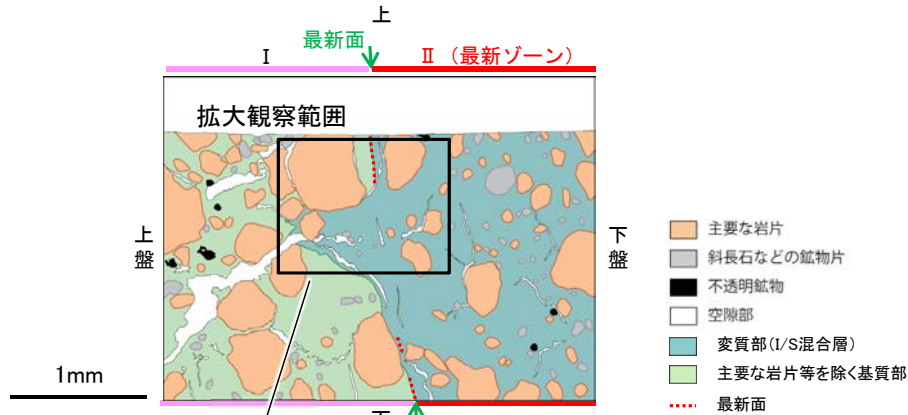 上
最新面
Ⅰ
Ⅱ（最新ゾーン）
拡大観察範囲
上盤
下盤
主要な岩片
斜長石などの鉱物片
不透明鉱物
空隙部
変質部(I/S混合層)
主要な岩片等を除く基質部
最新面
1mm